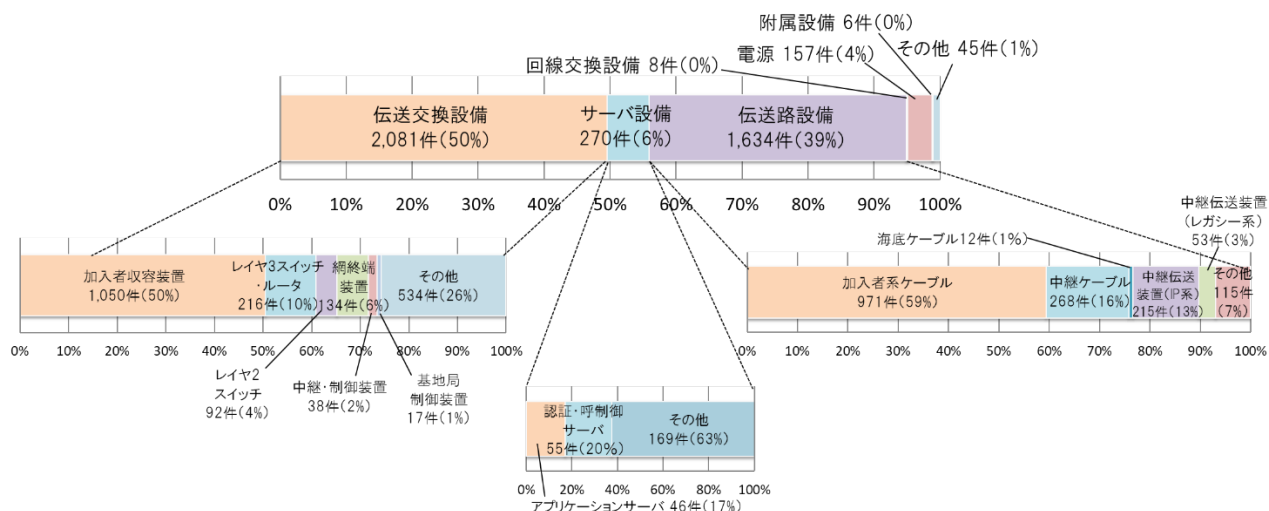 附属設備 6件(0%)
電源 157件(4%)
その他 45件(1%)
回線交換設備 8件(0%)
伝送交換設備
2,081件(50%)
サーバ設備
270件(6%)
伝送路設備
1,634件(39%)
0% 10% 20% 30% 40% 50% 60% 70% 80% 90% 100%
加入者収容装置
1,050件(50%)
レイヤ3スイッチ
・ルータ
216件(10%)
網終端
装置
134件(6%)
その他
534件(26%)
0% 10% 20% 30% 40% 50% 60% 70% 80% 90% 100%
レイヤ2
スイッチ
92件(4%)
中継・制御装置
38件(2%)
基地局
制御装置
17件(1%)
認証・呼制御
サーバ
55件(20%)
その他
169件(63%)
0% 20% 40% 60% 80% 100%
アプリケーションサーバ 46件(17%)
中継伝送装置
(レガシー系)
53件(3%)
海底ケーブル12件(1%)
加入者系ケーブル
971件(59%)
中継ケーブル
268件(16%)
中継伝送
装置(IP系)
215件(13%)
その他
115件
(7%)
0% 10% 20% 30% 40% 50% 60% 70% 80% 90% 100%